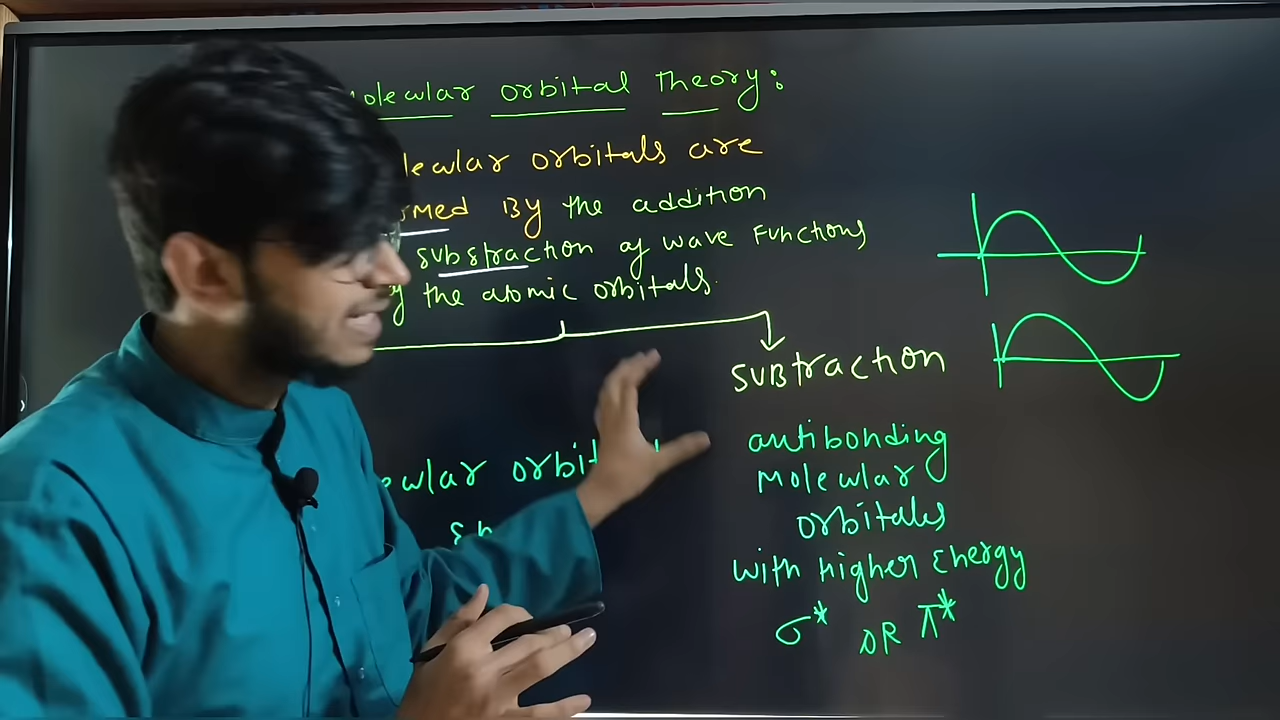 olecular orbital Theory:
lecular orbitals are
rmed By the addition
substraction of wave Functions
y the atomic orbitals.
SUBtraction
ecular orbit
antibonding
Molecular
orbitales
with Higher Energy
σ* OR π*